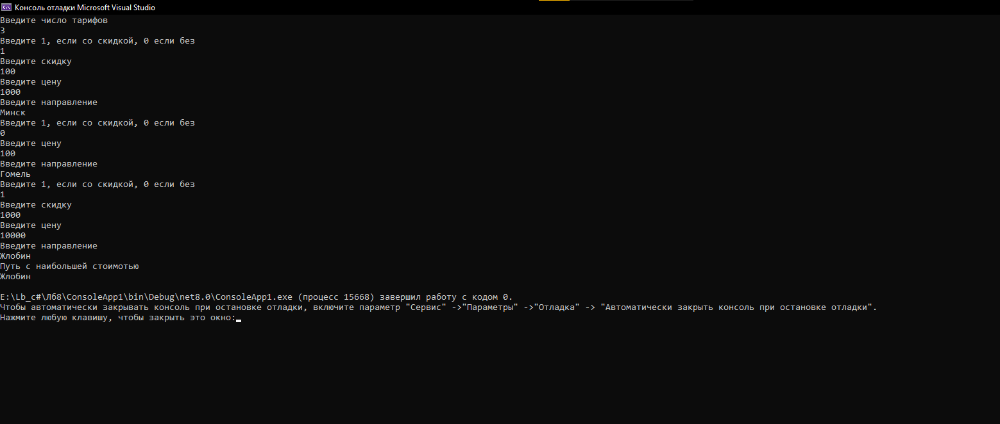 Консоль отладки Microsoft Visual Studio
Введите число тарифов
3
Введите 1, если со скидкой, 0 если без
1
Введите скидку
100
Введите цену
1000
Введите направление
Минск
Введите 1, если со скидкой, 0 если без
0
Введите цену
100
Введите направление
Гомель
Введите 1, если со скидкой, 0 если без
1
Введите скидку
1000
Введите цену
10000
Введите направление
Жлобин
Путь с наибольшей стоимотью
Жлобин
E:\Lb_c#\Лб8\ConsoleApp1\bin\Debug\net8.0\ConsoleApp1.exe (процесс 15668) завершил работу с кодом 0.
Чтобы автоматически закрывать консоль при остановке отладки, включите параметр "Сервис" ->"Параметры" ->"Отладка" -> "Автоматически закрыть консоль при остановке отладки".
Нажмите любую клавишу, чтобы закрыть это окно: